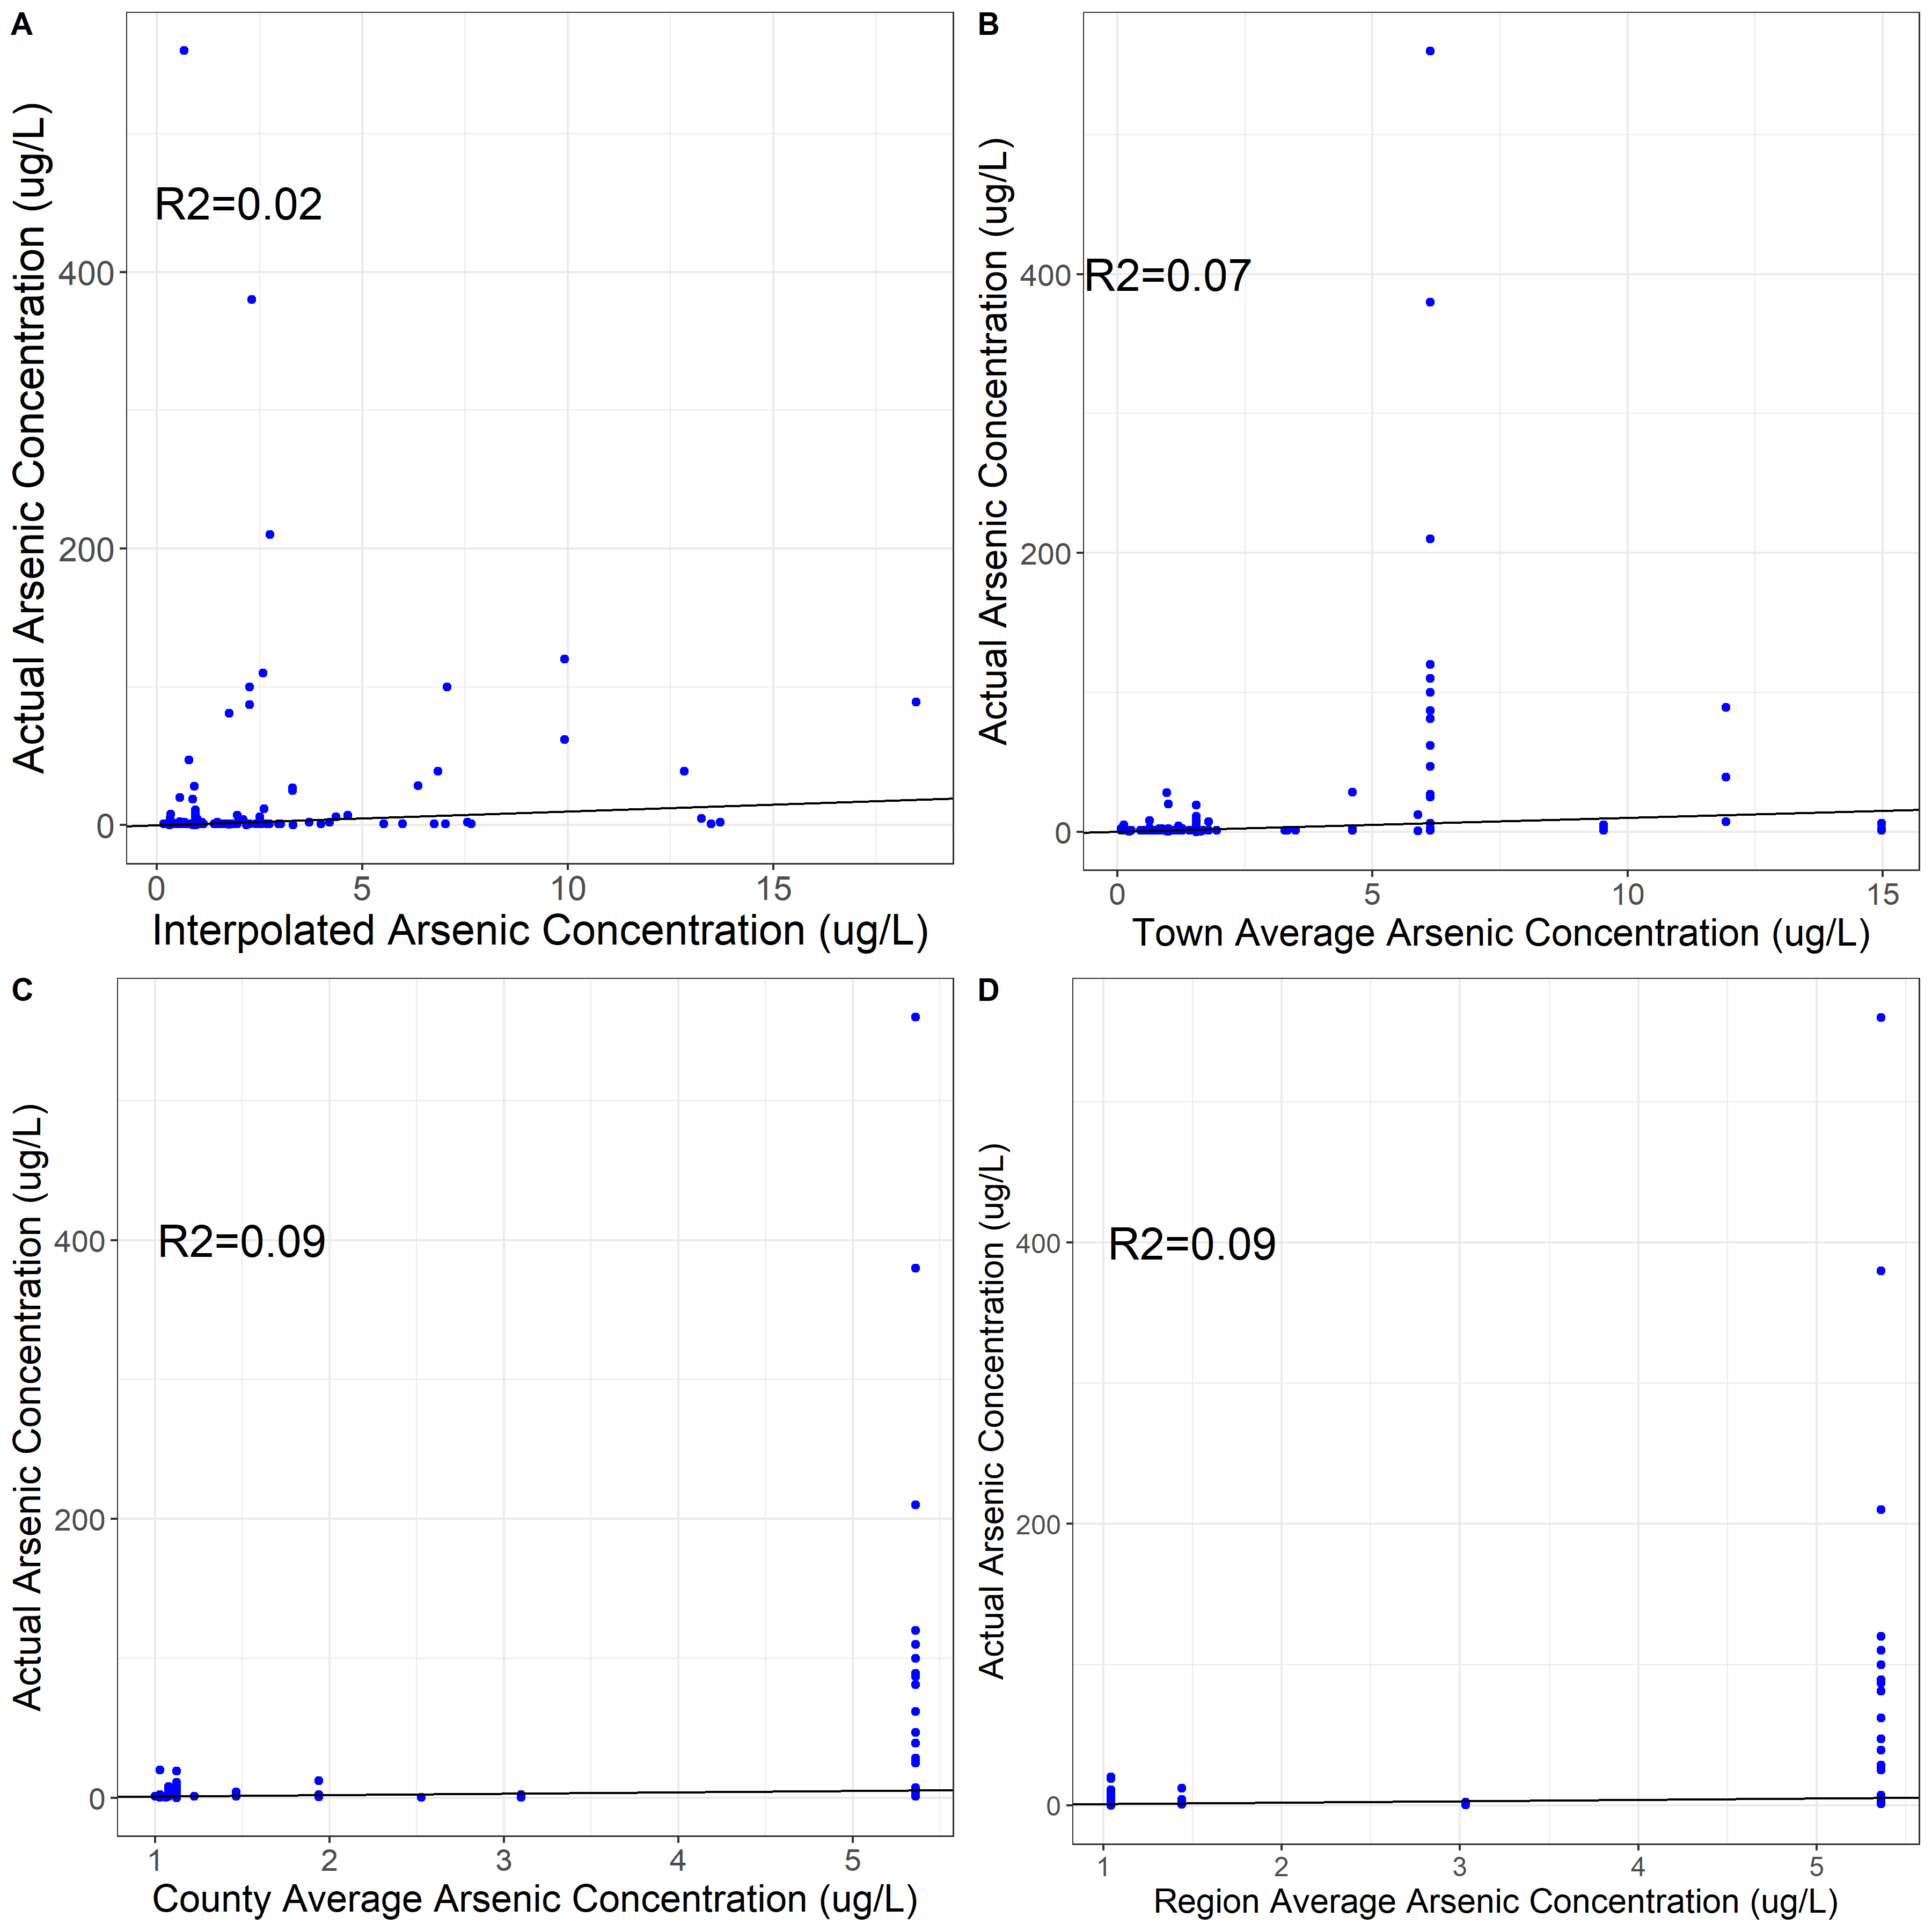 A
Actual Arsenic Concentration (ug/L)
R2=0.02
400
200
0
0 5 10 15
Interpolated Arsenic Concentration (ug/L)
B
Actual Arsenic Concentration (ug/L)
R2=0.07
400
200
0
0 5 10 15
Town Average Arsenic Concentration (ug/L)
C
Actual Arsenic Concentration (ug/L)
R2=0.09
400
200
0
1 2 3 4 5
County Average Arsenic Concentration (ug/L)
D
Actual Arsenic Concentration (ug/L)
R2=0.09
400
200
0
1 2 3 4 5
Region Average Arsenic Concentration (ug/L)